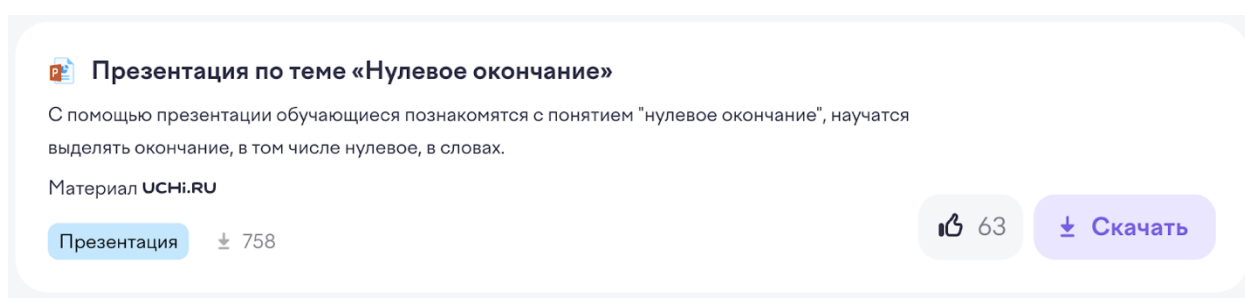 Презентация по теме «Нулевое окончание»
С помощью презентации обучающиеся познакомятся с понятием "нулевое окончание", научатся
выделять окончание, в том числе нулевое, в словах.
Материал UCHi.RU
Презентация 758 63 Скачать